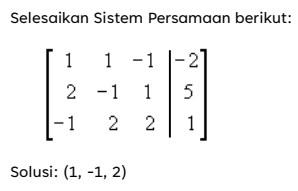 Selesaikan Sistem Persamaan berikut:
1 1 -1 -2
2 -1 1 5
-1 2 2 1
Solusi: (1, -1, 2)